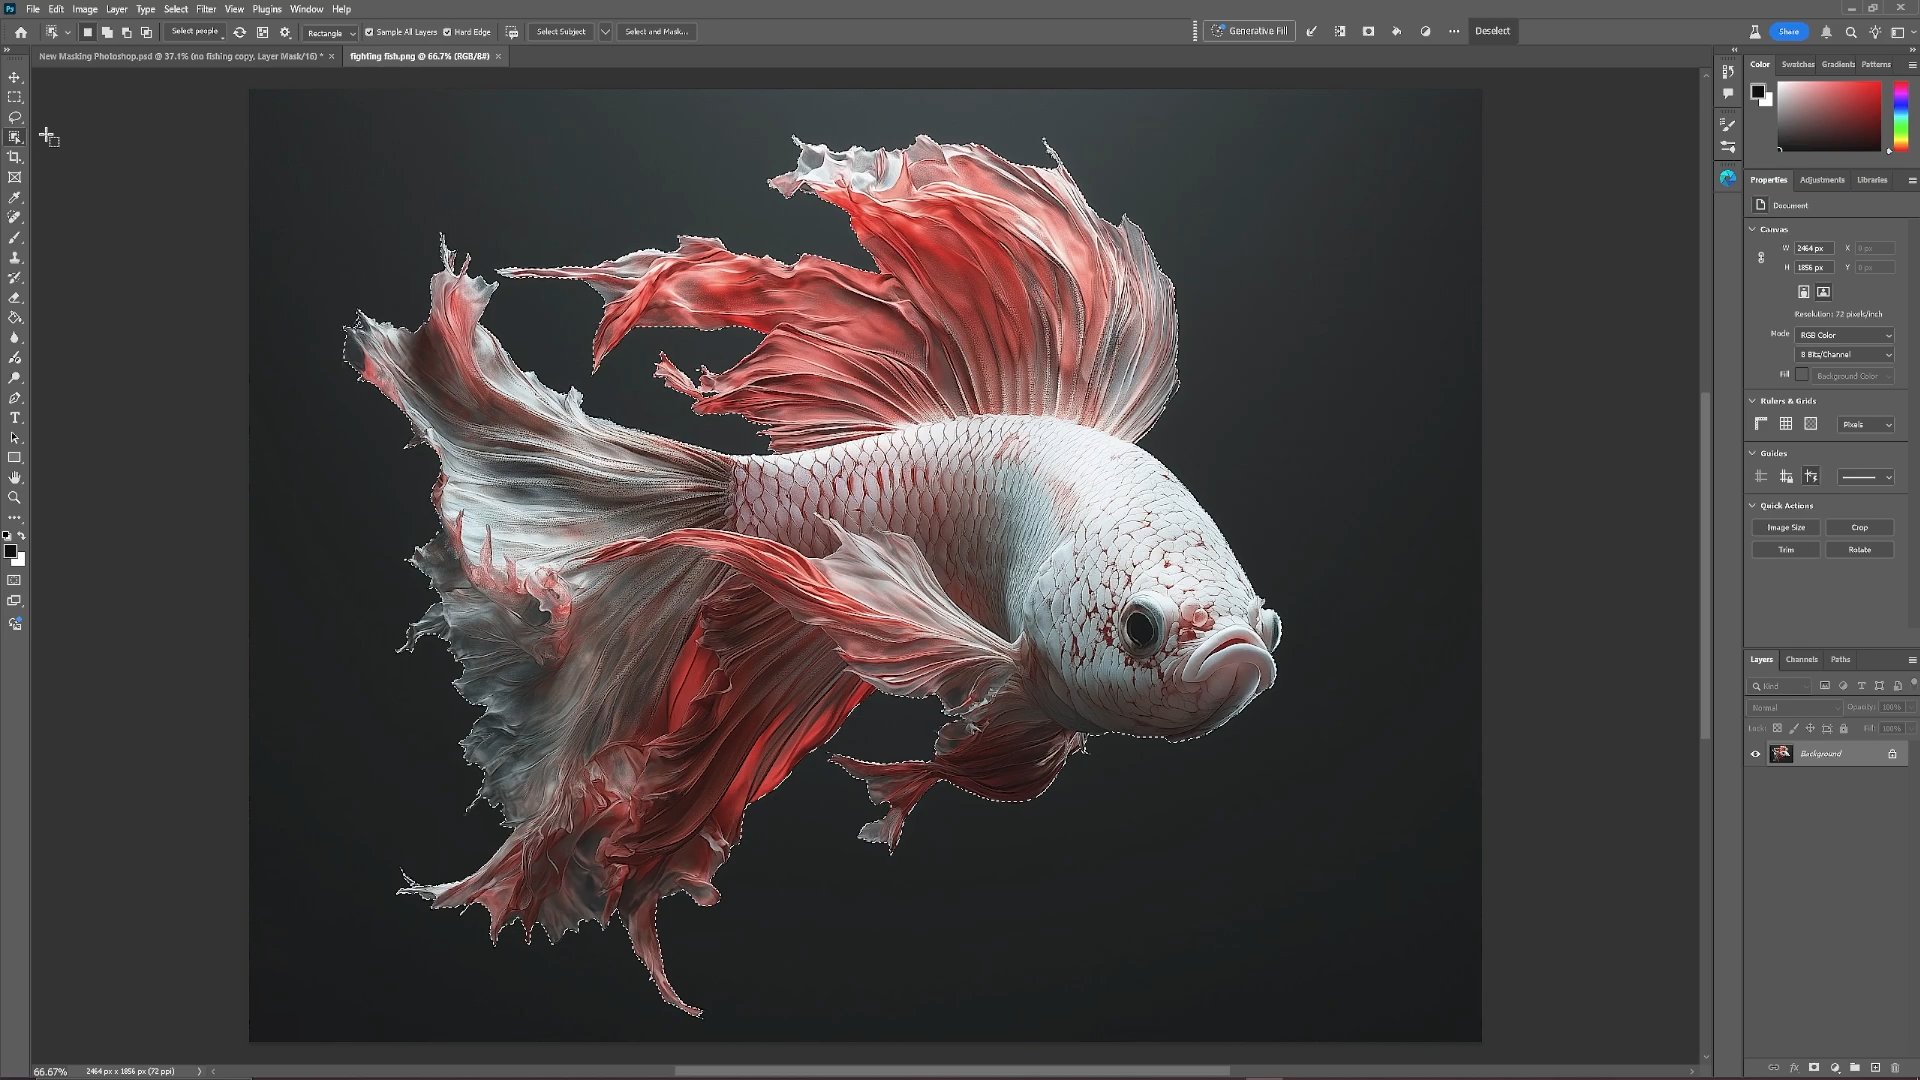 Ps File Edit Image Layer Type Select Filter View Plugins Window Help
Select people Rectangle Sample All Layers Hard Edge Select Subject Select and Mask... Generative Fill Deselect Share
New Masking Photoshop.psd @ 37.1% (no fishing copy, Layer Mask/16) * × fighting fish.png @ 66.7% (RGB/8#) ×
Color Swatches Gradients Patterns
Properties Adjustments Libraries
Document
Canvas
W 2464 px X 0 px
H 1856 px Y 0 px
Resolution: 72 pixels/inch
Mode RGB Color
8 Bits/Channel
Fill Background Color
Rulers & Grids
Pixels
Guides
Quick Actions
Image Size Crop
Trim Rotate
Layers Channels Paths
Kind
Normal Opacity: 100%
Lock: Fill: 100%
Background
66.67% 2464 px x 1856 px (72 ppi)